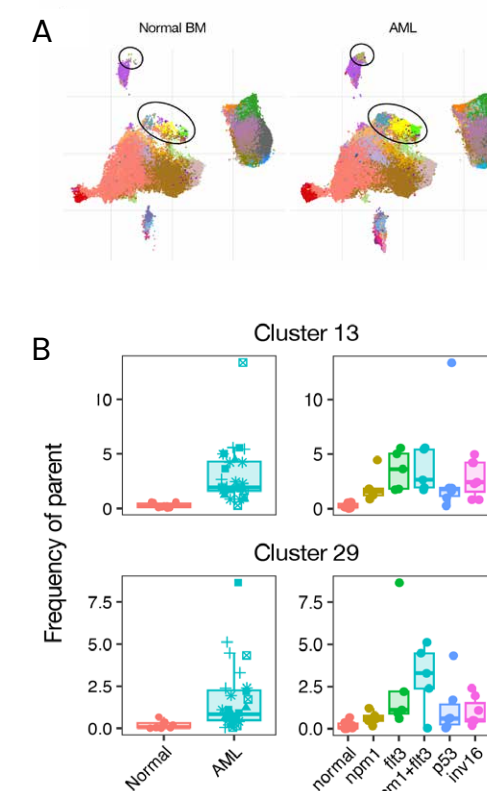 A
Normal BM
AML
B
Cluster 13
10
5
0
10
5
0
Cluster 29
Frequency of parent
7.5
5.0
2.5
0.0
7.5
5.0
2.5
0.0
Normal
AML
normal
npm1
flt3
m1+flt3
p53
inv16